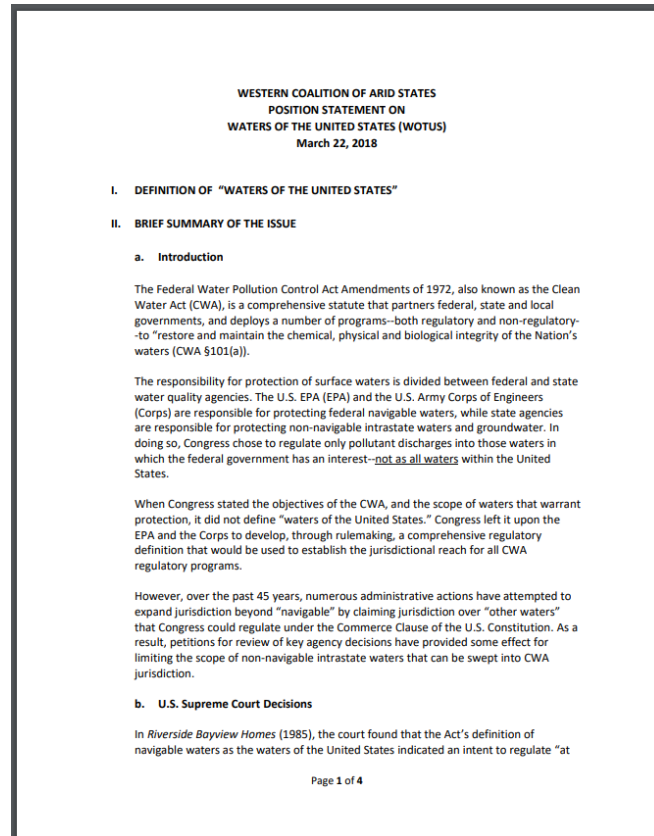 WESTERN COALITION OF ARID STATES
POSITION STATEMENT ON
WATERS OF THE UNITED STATES (WOTUS)
March 22, 2018
I. DEFINITION OF “WATERS OF THE UNITED STATES”
II. BRIEF SUMMARY OF THE ISSUE
a. Introduction
The Federal Water Pollution Control Act Amendments of 1972, also known as the Clean
Water Act (CWA), is a comprehensive statute that partners federal, state and local
governments, and deploys a number of programs--both regulatory and non-regulatory-
-to “restore and maintain the chemical, physical and biological integrity of the Nation’s
waters (CWA §101(a)).
The responsibility for protection of surface waters is divided between federal and state
water quality agencies. The U.S. EPA (EPA) and the U.S. Army Corps of Engineers
(Corps) are responsible for protecting federal navigable waters, while state agencies
are responsible for protecting non-navigable intrastate waters and groundwater. In
doing so, Congress chose to regulate only pollutant discharges into those waters in
which the federal government has an interest--not as all waters within the United
States.
When Congress stated the objectives of the CWA, and the scope of waters that warrant
protection, it did not define “waters of the United States.” Congress left it upon the
EPA and the Corps to develop, through rulemaking, a comprehensive regulatory
definition that would be used to establish the jurisdictional reach for all CWA
regulatory programs.
However, over the past 45 years, numerous administrative actions have attempted to
expand jurisdiction beyond “navigable” by claiming jurisdiction over “other waters”
that Congress could regulate under the Commerce Clause of the U.S. Constitution. As a
result, petitions for review of key agency decisions have provided some effect for
limiting the scope of non-navigable intrastate waters that can be swept into CWA
jurisdiction.
b. U.S. Supreme Court Decisions
In Riverside Bayview Homes (1985), the court found that the Act’s definition of
navigable waters as the waters of the United States indicated an intent to regulate “at
Page 1 of 4